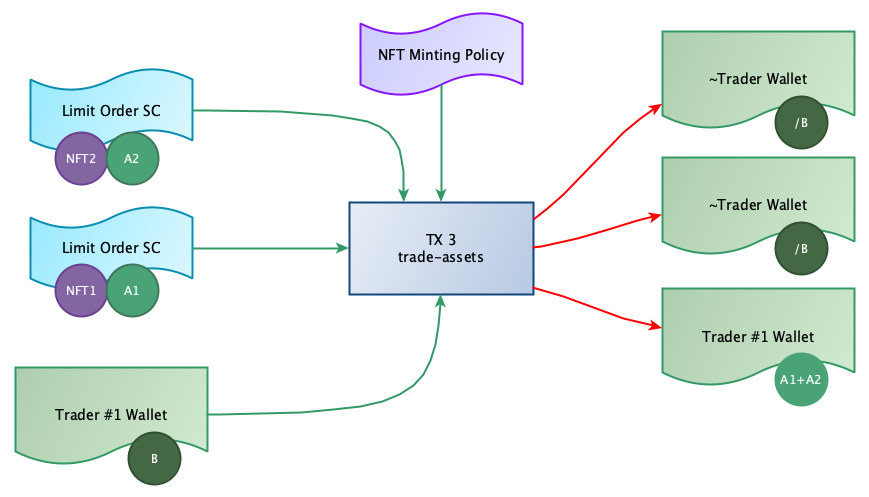 NFT Minting Policy
Limit Order SC
NFT2
A2
Limit Order SC
NFT1
A1
Trader #1 Wallet
B
TX 3
trade-assets
~Trader Wallet
/B
~Trader Wallet
/B
Trader #1 Wallet
A1+A2